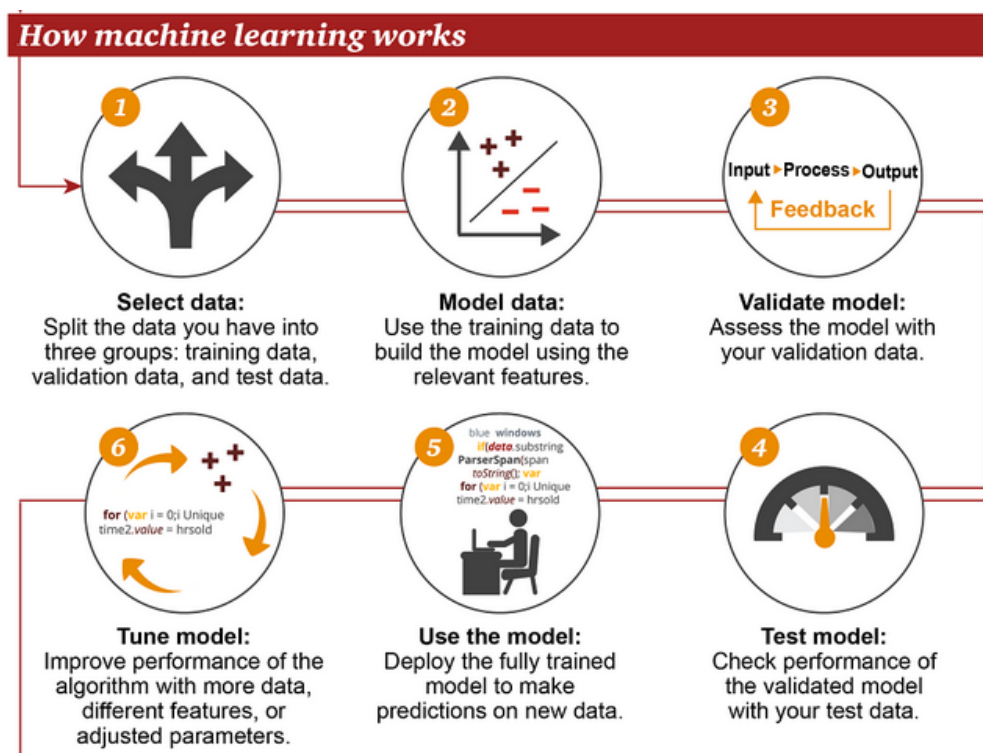 How machine learning works
1
2
3
Input ▸ Process ▸ Output
Feedback
Select data:
Split the data you have into
three groups: training data,
validation data, and test data.
Model data:
Use the training data to
build the model using the
relevant features.
Validate model:
Assess the model with
your validation data.
4
Test model:
Check performance of
the validated model
with your test data.
5
blue windows
if(data.substring
ParserSpan(span
toString(); var
for (var i = 0;i Unique
time2.value = hrsold
Use the model:
Deploy the fully trained
model to make
predictions on new data.
6
for (var i = 0;i Unique
time2.value = hrsold
Tune model:
Improve performance of the
algorithm with more data,
different features, or
adjusted parameters.